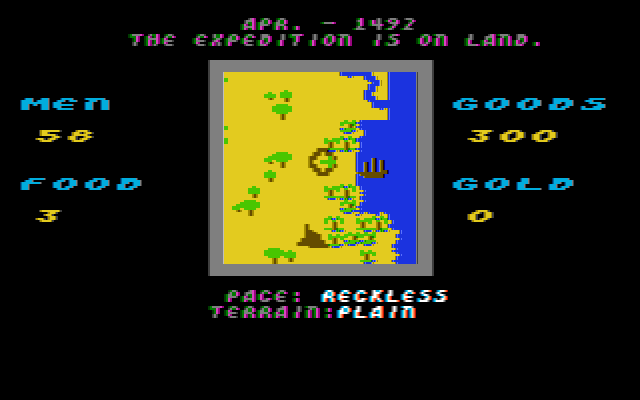 APR. - 1492
THE EXPEDITION IS ON LAND.
MEN
58
FOOD
3
GOODS
300
GOLD
0
PACE: RECKLESS
TERRAIN:PLAIN